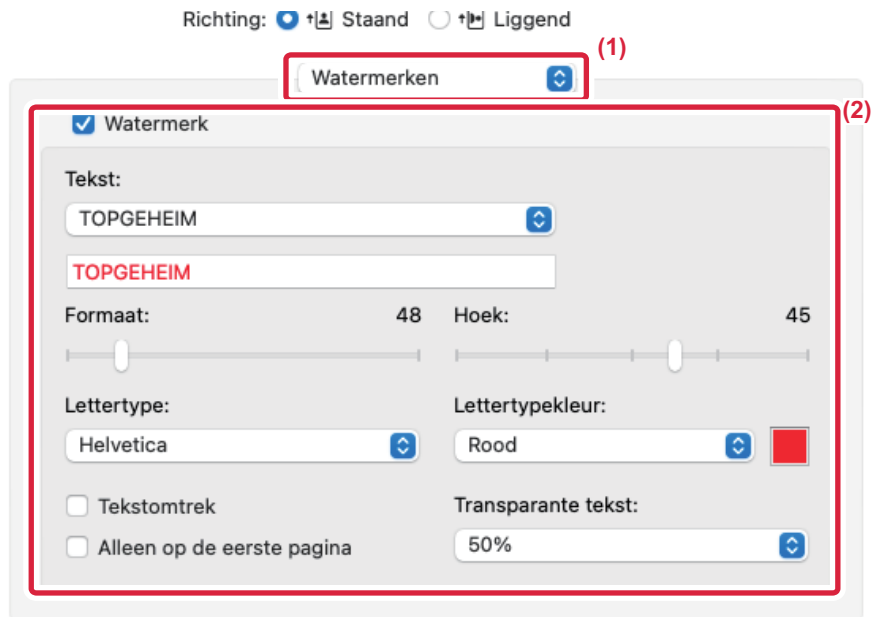 Richting: Staand Liggend
(1)
Watermerken
(2)
Watermerk
Tekst:
TOPGEHEIM
TOPGEHEIM
Formaat: 48 Hoek: 45
Lettertype: Lettertypekleur:
Helvetica Rood
Tekstomtrek Transparante tekst:
Alleen op de eerste pagina 50%